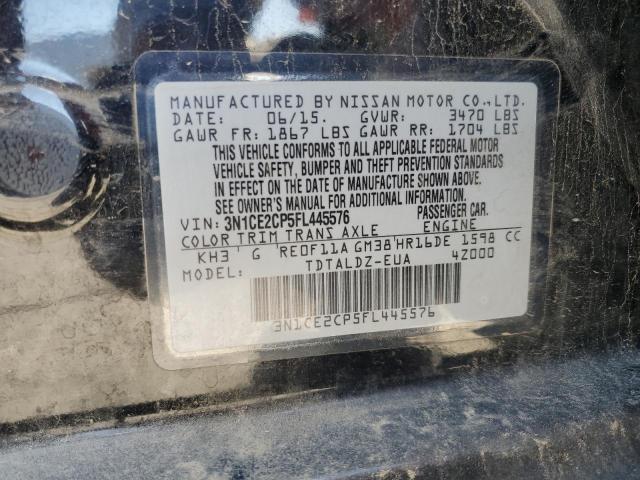 MANUFACTURED BY NISSAN MOTOR CO.,LTD.
DATE: 06/15. GVWR: 3470 LBS
GAWR FR: 1867 LBS GAWR RR: 1704 LBS
THIS VEHICLE CONFORMS TO ALL APPLICABLE FEDERAL MOTOR
VEHICLE SAFETY, BUMPER AND THEFT PREVENTION STANDARDS
IN EFFECT ON THE DATE OF MANUFACTURE SHOWN ABOVE.
SEE OWNER'S MANUAL FOR ADDITIONAL INFORMATION
VIN: 3N1CE2CP5FL445576 PASSENGER CAR.
COLOR TRIM TRANS AXLE ENGINE
KH3 ' G ' RE0F11A GM38'HR16DE 1598 CC
MODEL: TDTALDZ-EUA 42000
3N1CE2CP5FL445576